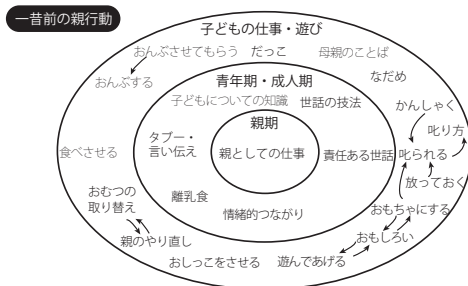 一昔前の親行動
子どもの仕事・遊び
おんぶさせてもらう だっこ 母親のことば
おんぶする
なだめ
青年期・成人期
子どもについての知識 世話の技法
かんしゃく
叱り方
親期
タブー・
言い伝え
食べさせる
親としての仕事
責任ある世話
叱られる
放っておく
おむつの
取り替え
離乳食
おもちゃにする
情緒的つながり
親のやり直し
おもしろい
おしっこをさせる
遊んであげる